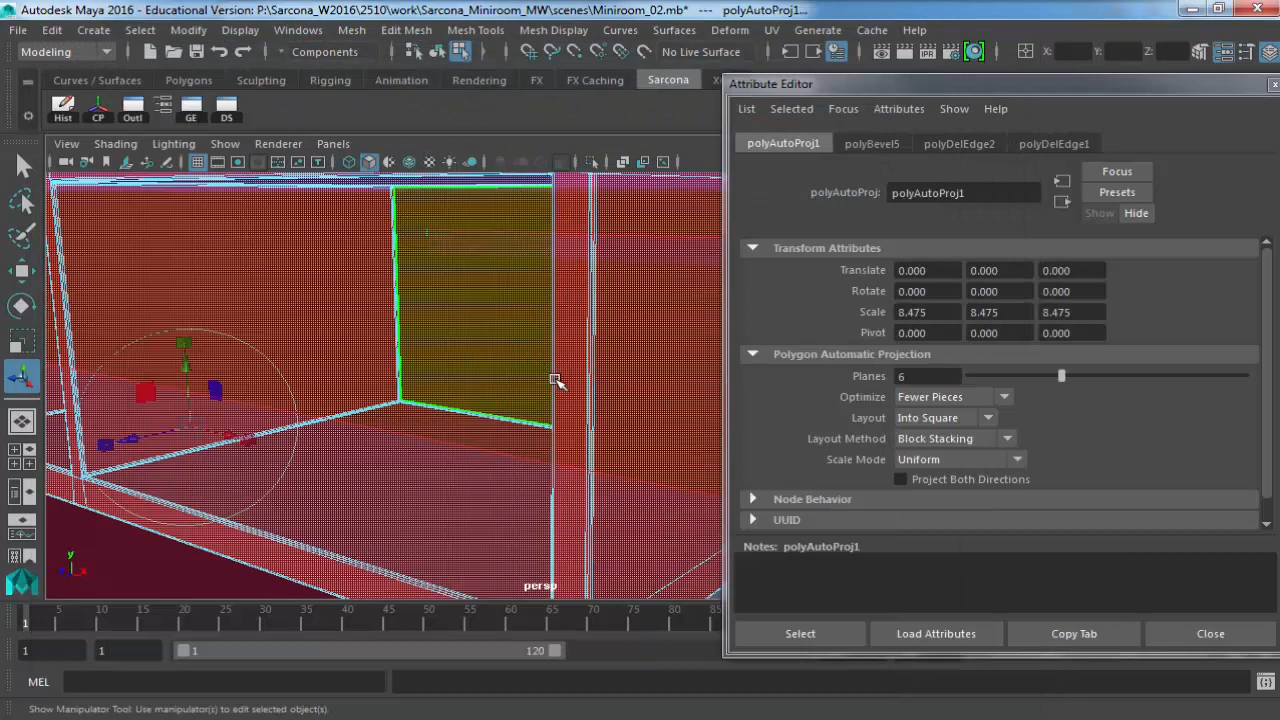 Autodesk Maya 2016 - Educational Version: P:\Sarcona_W2016\2510\work\Sarcona_Miniroom_MW\scenes\Miniroom_02.mb* --- polyAutoProj1...
File Edit Create Select Modify Display Windows Mesh Edit Mesh Mesh Tools Mesh Display Curves Surfaces Deform UV Generate Cache Help
Modeling Components No Live Surface X: Y: Z:
Curves / Surfaces Polygons Sculpting Rigging Animation Rendering FX FX Caching Sarcona
Hist CP Outl GE DS
View Shading Lighting Show Renderer Panels
persp
Attribute Editor
List Selected Focus Attributes Show Help
polyAutoProj1 polyBevel5 polyDelEdge2 polyDelEdge1
polyAutoProj: polyAutoProj1
Focus
Presets
Show Hide
Transform Attributes
Translate 0.000 0.000 0.000
Rotate 0.000 0.000 0.000
Scale 8.475 8.475 8.475
Pivot 0.000 0.000 0.000
Polygon Automatic Projection
Planes 6
Optimize Fewer Pieces
Layout Into Square
Layout Method Block Stacking
Scale Mode Uniform
Project Both Directions
Node Behavior
UUID
Notes: polyAutoProj1
Select Load Attributes Copy Tab Close
5 10 15 20 25 30 35 40 45 50 55 60 65 70 75 80 85
1
1 1 1 120
MEL
Show Manipulator Tool: Use manipulator(s) to edit selected object(s).